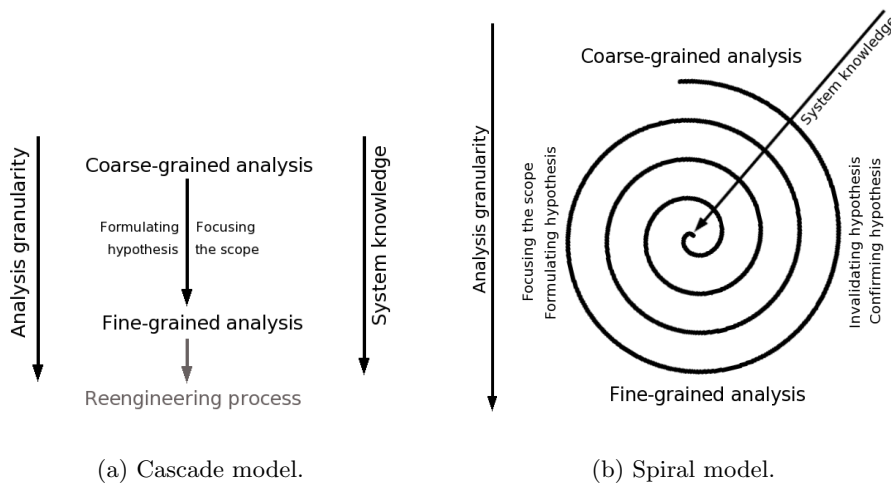 Analysis granularity
Coarse-grained analysis
Formulating
hypothesis
Focusing
the scope
Fine-grained analysis
Reengineering process
System knowledge
(a) Cascade model.
Analysis granularity
Coarse-grained analysis
System knowledge
Focusing the scope
Formulating hypothesis
Invalidating hypothesis
Confirming hypothesis
Fine-grained analysis
(b) Spiral model.